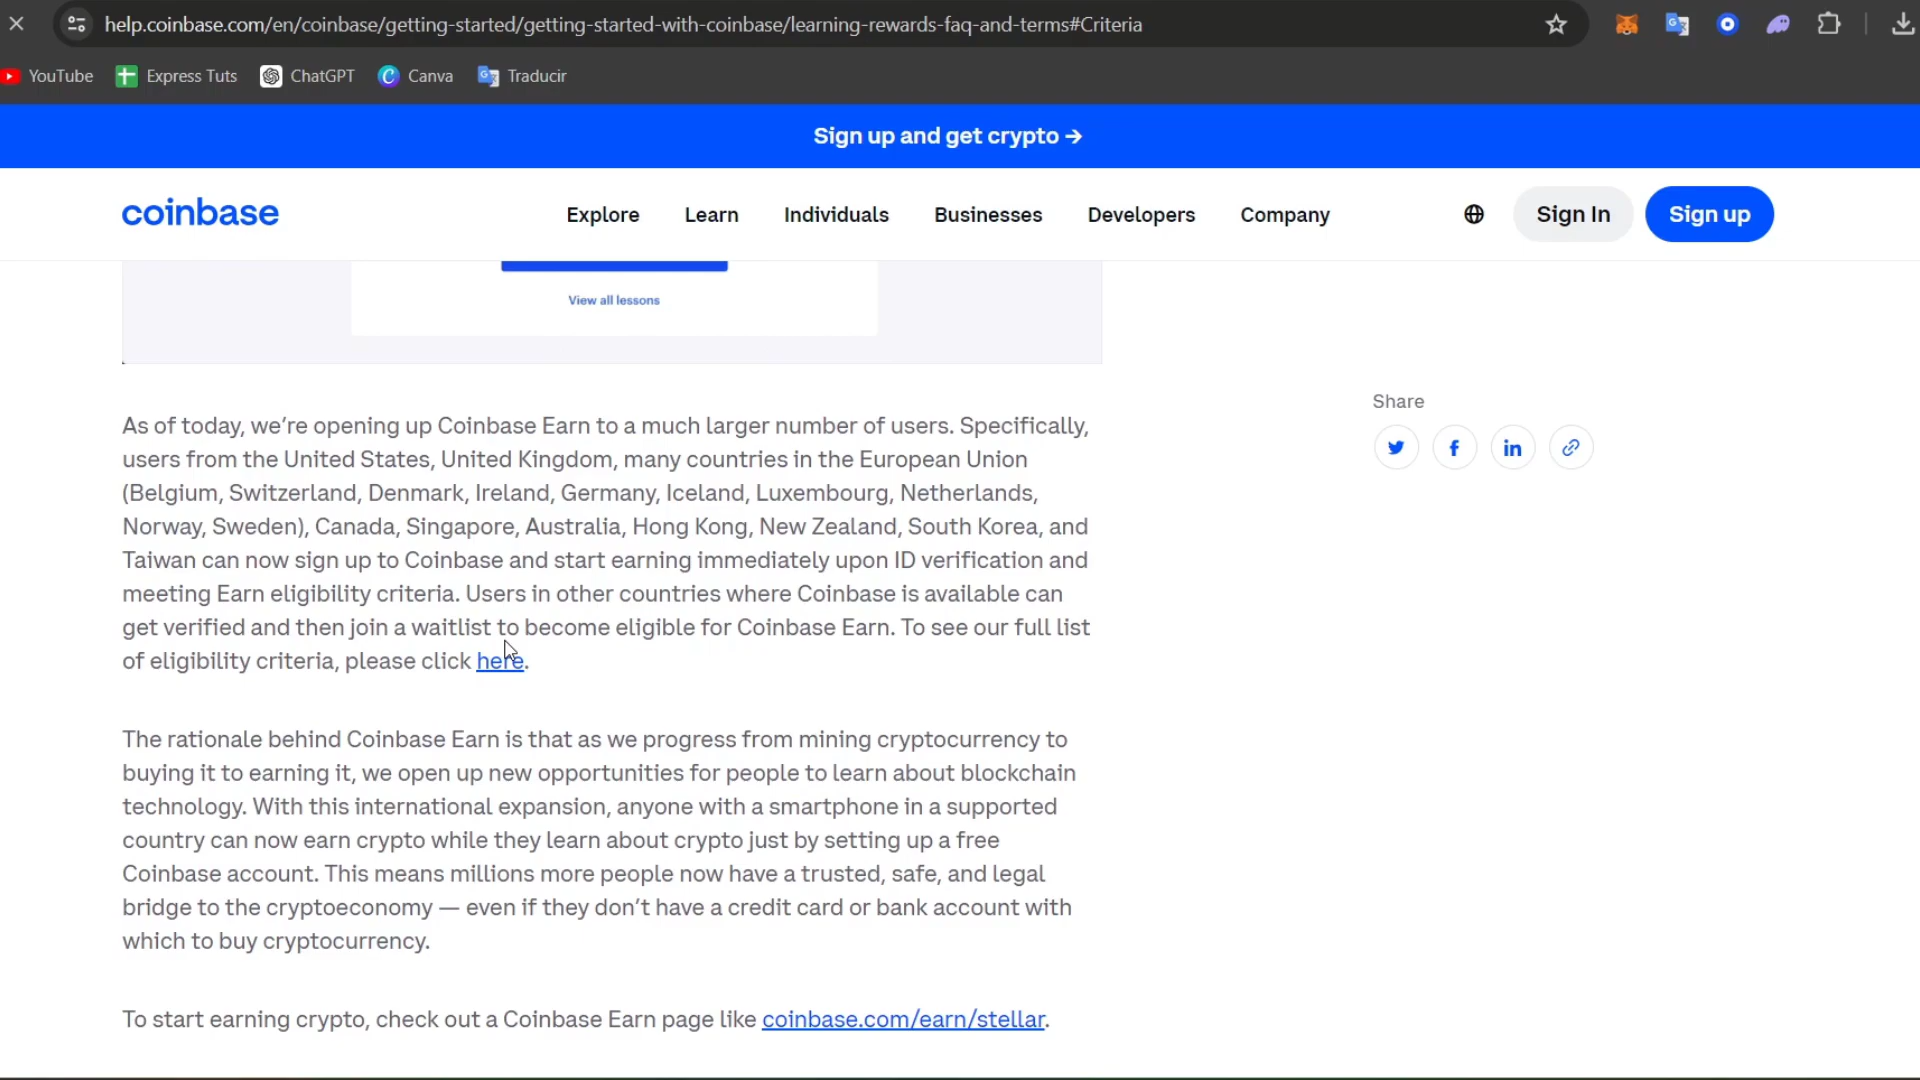 help.coinbase.com/en/coinbase/getting-started/getting-started-with-coinbase/learning-rewards-faq-and-terms#Criteria
YouTube Express Tuts ChatGPT Canva Traducir
Sign up and get crypto →
coinbase Explore Learn Individuals Businesses Developers Company Sign In Sign up
View all lessons
Share
As of today, we’re opening up Coinbase Earn to a much larger number of users. Specifically,
users from the United States, United Kingdom, many countries in the European Union
(Belgium, Switzerland, Denmark, Ireland, Germany, Iceland, Luxembourg, Netherlands,
Norway, Sweden), Canada, Singapore, Australia, Hong Kong, New Zealand, South Korea, and
Taiwan can now sign up to Coinbase and start earning immediately upon ID verification and
meeting Earn eligibility criteria. Users in other countries where Coinbase is available can
get verified and then join a waitlist to become eligible for Coinbase Earn. To see our full list
of eligibility criteria, please click here.
The rationale behind Coinbase Earn is that as we progress from mining cryptocurrency to
buying it to earning it, we open up new opportunities for people to learn about blockchain
technology. With this international expansion, anyone with a smartphone in a supported
country can now earn crypto while they learn about crypto just by setting up a free
Coinbase account. This means millions more people now have a trusted, safe, and legal
bridge to the cryptoeconomy — even if they don’t have a credit card or bank account with
which to buy cryptocurrency.
To start earning crypto, check out a Coinbase Earn page like coinbase.com/earn/stellar.